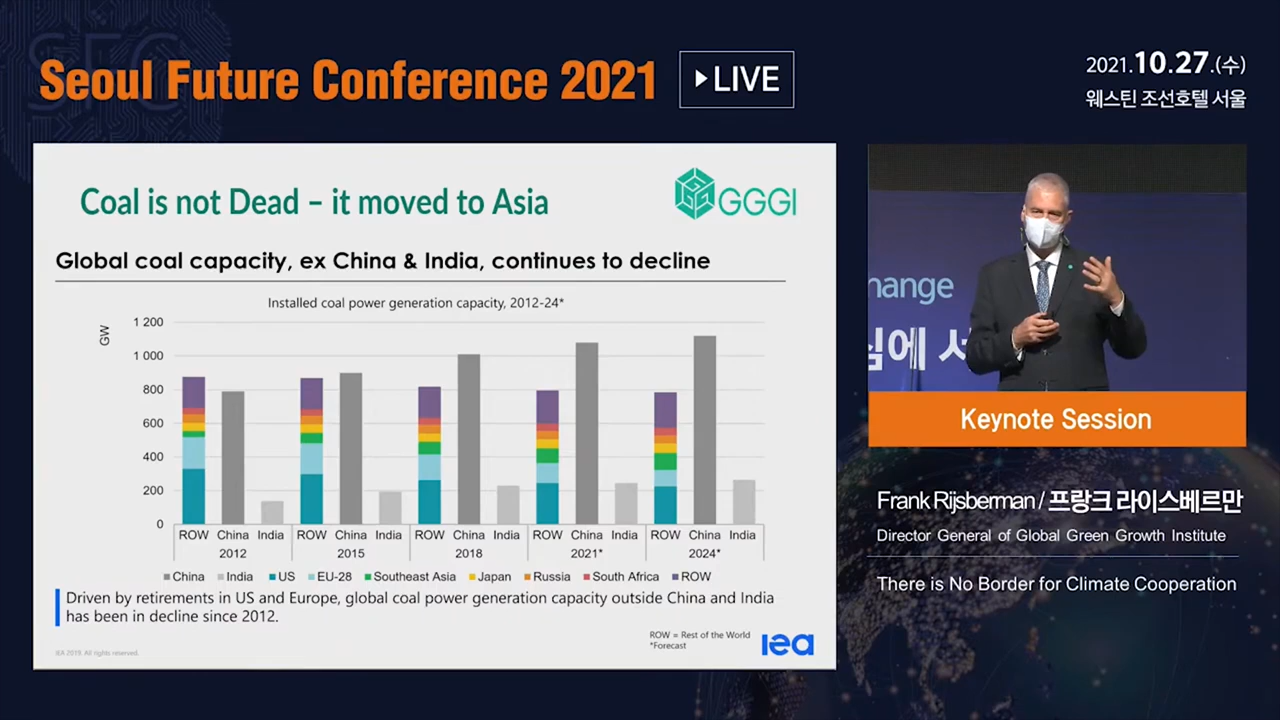 SFC
Seoul Future Conference 2021
LIVE
2021.10.27.(수)
웨스틴 조선호텔 서울
Coal is not Dead – it moved to Asia
GGGI
Global coal capacity, ex China & India, continues to decline
Installed coal power generation capacity, 2012-24*
GW
1 200
1 000
800
600
400
200
0
ROW China India ROW China India ROW China India ROW China India ROW China India
2012 2015 2018 2021* 2024*
China India US EU-28 Southeast Asia Japan Russia South Africa ROW
Driven by retirements in US and Europe, global coal power generation capacity outside China and India
has been in decline since 2012.
ROW = Rest of the World
*Forecast
iea
IEA 2019. All rights reserved.
hange
심에 서
Keynote Session
Frank Rijsberman / 프랑크 라이스베르만
Director General of Global Green Growth Institute
There is No Border for Climate Cooperation